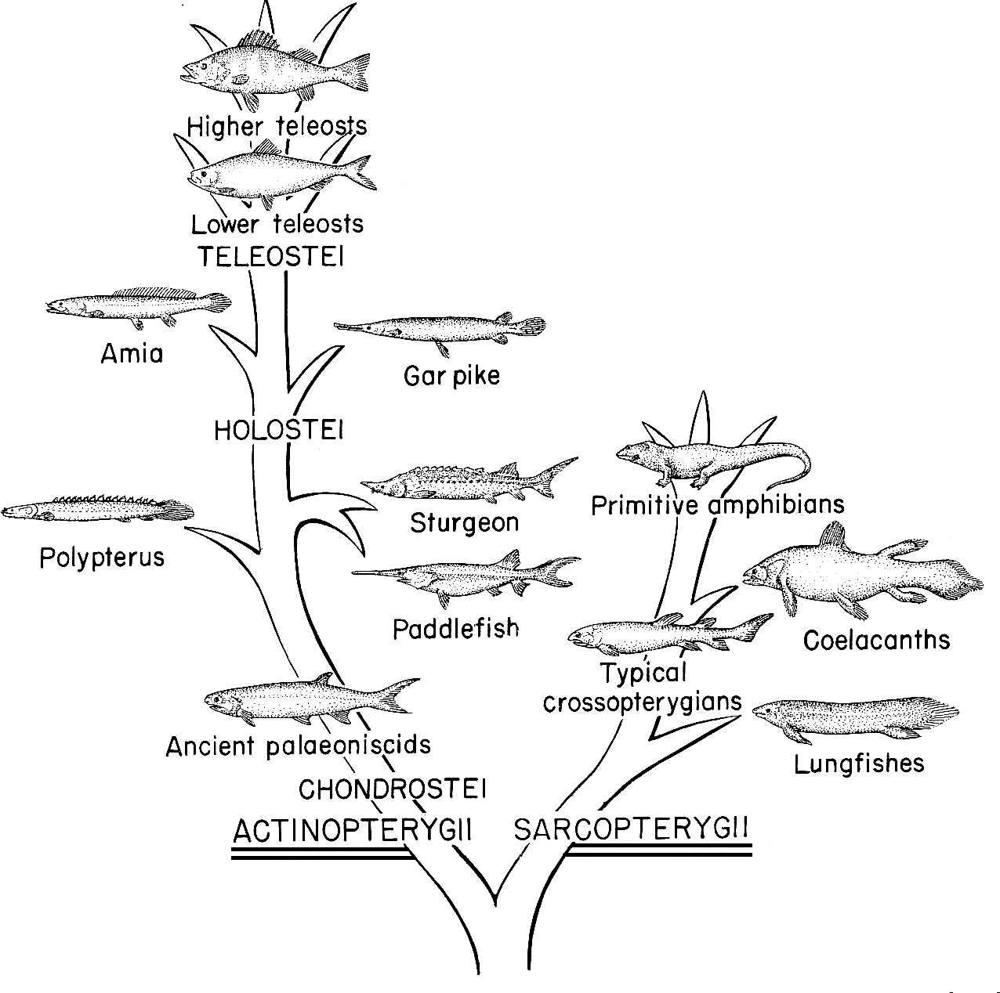 Higher teleosts
Lower teleosts
TELEOSTEI
Amia
Gar pike
HOLOSTEI
Primitive amphibians
Sturgeon
Polypterus
Paddlefish
Coelacanths
Typical
crossopterygians
Ancient palaeoniscids
Lungfishes
CHONDROSTEI
ACTINOPTERYGII
SARCOPTERYGII